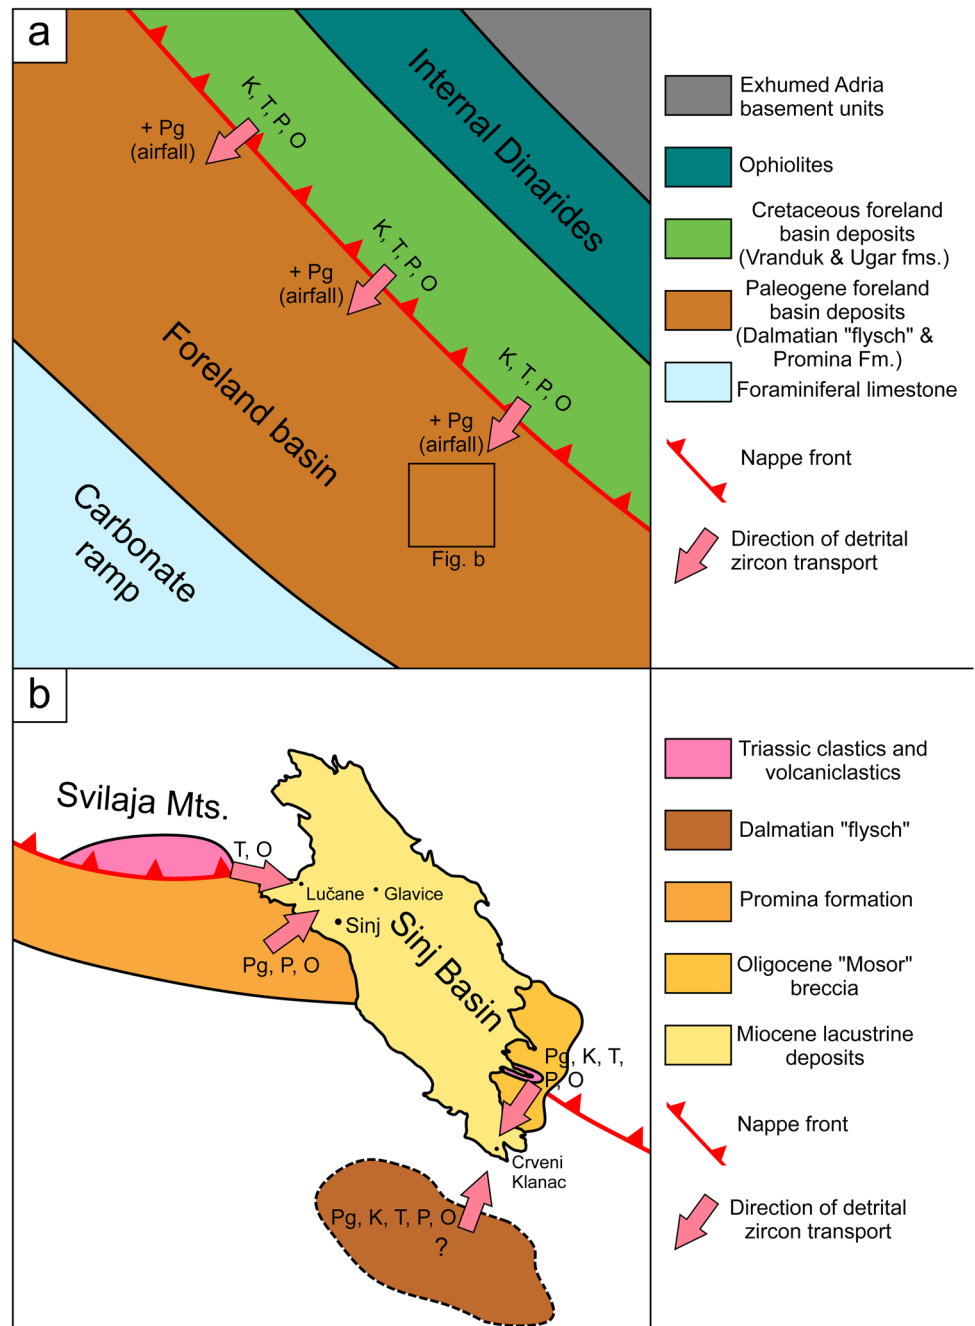 a
K, T, P, O
+ Pg
(airfall)
Internal Dinarides
K, T, P, O
+ Pg
(airfall)
Foreland basin
K, T, P, O
+ Pg
(airfall)
Fig. b
Carbonate
ramp
Exhumed Adria
basement units
Ophiolites
Cretaceous foreland
basin deposits
(Vranduk & Ugar fms.)
Paleogene foreland
basin deposits
(Dalmatian "flysch" &
Promina Fm.)
Foraminiferal limestone
Nappe front
Direction of detrital
zircon transport
b
Svilaja Mts.
T, O
Lučane
Glavice
Sinj
Pg, P, O
Sinj Basin
Pg, K, T,
P, O
Crveni
Klanac
Pg, K, T, P, O
?
Triassic clastics and
volcaniclastics
Dalmatian "flysch"
Promina formation
Oligocene "Mosor"
breccia
Miocene lacustrine
deposits
Nappe front
Direction of detrital
zircon transport